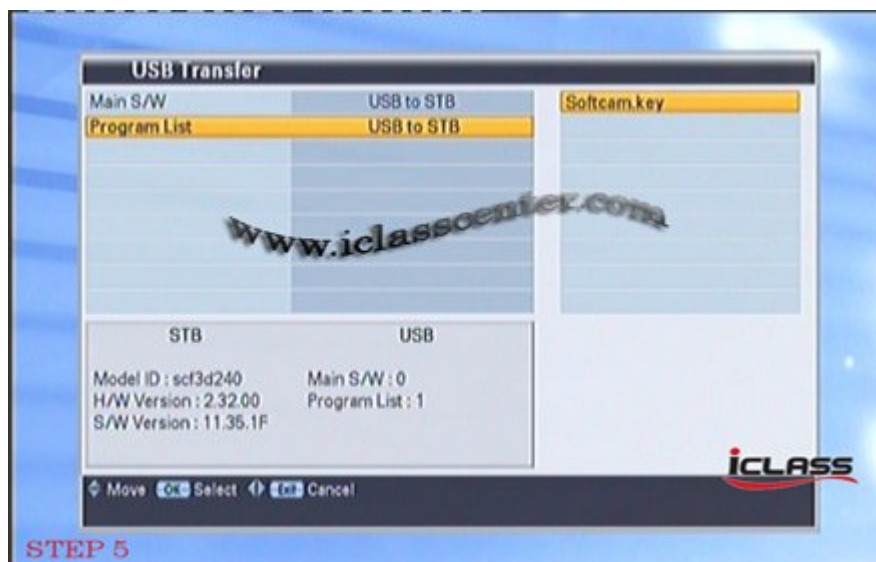 USB Transfer
Main S/W USB to STB
Program List USB to STB
Softcam.key
www.iclasscenter.com
STB USB
Model ID : scf3d240 Main S/W : 0
H/W Version : 2.32.00 Program List : 1
S/W Version : 11.35.1F
iCLASS
Move OK Select Exit Cancel
STEP 5